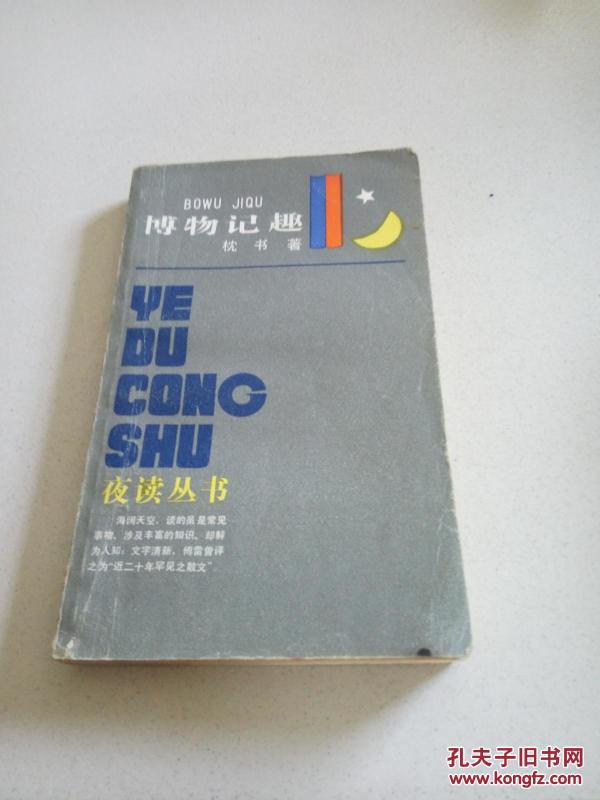 BOWU JIQU
博物记趣
枕书著
YE
DU
CONG
SHU
夜读丛书
海阔天空，谈的虽是常见
事物，涉及丰富的知识，却鲜
为人知；文字清新，傅雷曾评
之为“近二十年罕见之散文”
孔夫子旧书网
www.kongfz.com